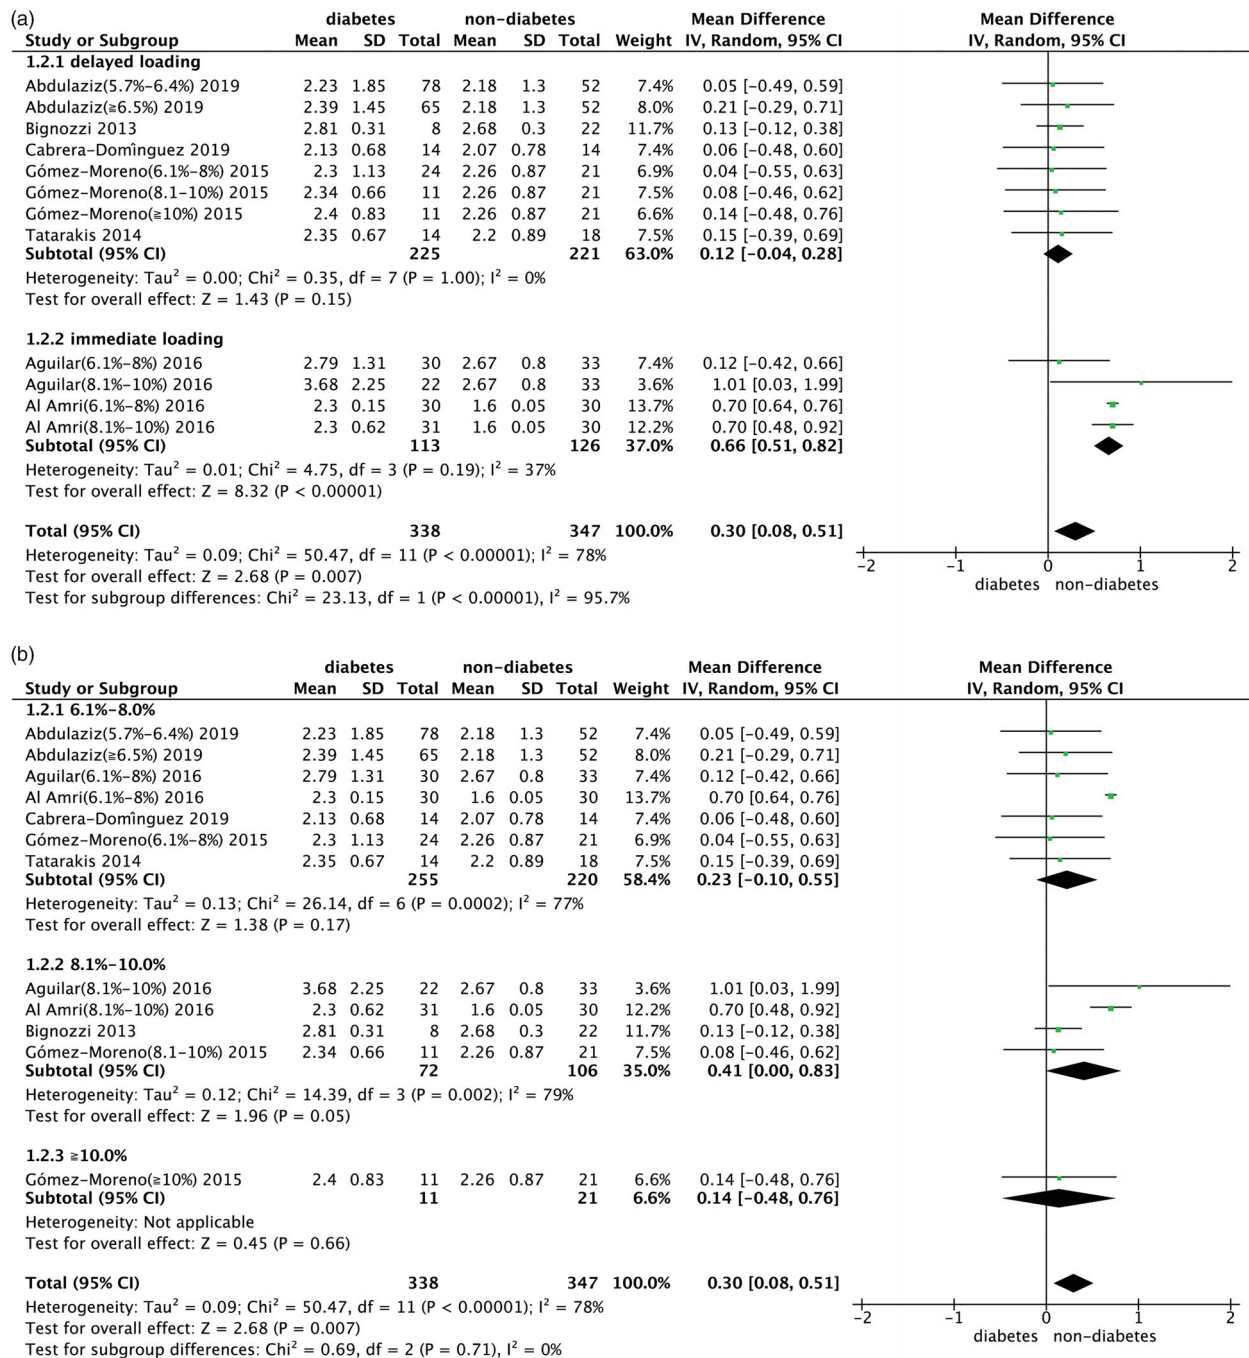 (a)
diabetes non-diabetes Mean Difference Mean Difference
Study or Subgroup Mean SD Total Mean SD Total Weight IV, Random, 95% CI IV, Random, 95% CI
1.2.1 delayed loading
Abdulaziz(5.7%–6.4%) 2019 2.23 1.85 78 2.18 1.3 52 7.4% 0.05 [–0.49, 0.59]
Abdulaziz(≧6.5%) 2019 2.39 1.45 65 2.18 1.3 52 8.0% 0.21 [–0.29, 0.71]
Bignozzi 2013 2.81 0.31 8 2.68 0.3 22 11.7% 0.13 [–0.12, 0.38]
Cabrera-Domînguez 2019 2.13 0.68 14 2.07 0.78 14 7.4% 0.06 [–0.48, 0.60]
Gómez-Moreno(6.1%–8%) 2015 2.3 1.13 24 2.26 0.87 21 6.9% 0.04 [–0.55, 0.63]
Gómez-Moreno(8.1–10%) 2015 2.34 0.66 11 2.26 0.87 21 7.5% 0.08 [–0.46, 0.62]
Gómez-Moreno(≧10%) 2015 2.4 0.83 11 2.26 0.87 21 6.6% 0.14 [–0.48, 0.76]
Tatarakis 2014 2.35 0.67 14 2.2 0.89 18 7.5% 0.15 [–0.39, 0.69]
Subtotal (95% CI) 225 221 63.0% 0.12 [–0.04, 0.28]
Heterogeneity: Tau² = 0.00; Chi² = 0.35, df = 7 (P = 1.00); I² = 0%
Test for overall effect: Z = 1.43 (P = 0.15)
1.2.2 immediate loading
Aguilar(6.1%–8%) 2016 2.79 1.31 30 2.67 0.8 33 7.4% 0.12 [–0.42, 0.66]
Aguilar(8.1%–10%) 2016 3.68 2.25 22 2.67 0.8 33 3.6% 1.01 [0.03, 1.99]
Al Amri(6.1%–8%) 2016 2.3 0.15 30 1.6 0.05 30 13.7% 0.70 [0.64, 0.76]
Al Amri(8.1%–10%) 2016 2.3 0.62 31 1.6 0.05 30 12.2% 0.70 [0.48, 0.92]
Subtotal (95% CI) 113 126 37.0% 0.66 [0.51, 0.82]
Heterogeneity: Tau² = 0.01; Chi² = 4.75, df = 3 (P = 0.19); I² = 37%
Test for overall effect: Z = 8.32 (P < 0.00001)
Total (95% CI) 338 347 100.0% 0.30 [0.08, 0.51]
Heterogeneity: Tau² = 0.09; Chi² = 50.47, df = 11 (P < 0.00001); I² = 78%
Test for overall effect: Z = 2.68 (P = 0.007)
Test for subgroup differences: Chi² = 23.13, df = 1 (P < 0.00001), I² = 95.7%
–2 –1 0 1 2
diabetes non-diabetes
(b)
diabetes non-diabetes Mean Difference Mean Difference
Study or Subgroup Mean SD Total Mean SD Total Weight IV, Random, 95% CI IV, Random, 95% CI
1.2.1 6.1%–8.0%
Abdulaziz(5.7%–6.4%) 2019 2.23 1.85 78 2.18 1.3 52 7.4% 0.05 [–0.49, 0.59]
Abdulaziz(≧6.5%) 2019 2.39 1.45 65 2.18 1.3 52 8.0% 0.21 [–0.29, 0.71]
Aguilar(6.1%–8%) 2016 2.79 1.31 30 2.67 0.8 33 7.4% 0.12 [–0.42, 0.66]
Al Amri(6.1%–8%) 2016 2.3 0.15 30 1.6 0.05 30 13.7% 0.70 [0.64, 0.76]
Cabrera-Domînguez 2019 2.13 0.68 14 2.07 0.78 14 7.4% 0.06 [–0.48, 0.60]
Gómez-Moreno(6.1%–8%) 2015 2.3 1.13 24 2.26 0.87 21 6.9% 0.04 [–0.55, 0.63]
Tatarakis 2014 2.35 0.67 14 2.2 0.89 18 7.5% 0.15 [–0.39, 0.69]
Subtotal (95% CI) 255 220 58.4% 0.23 [–0.10, 0.55]
Heterogeneity: Tau² = 0.13; Chi² = 26.14, df = 6 (P = 0.0002); I² = 77%
Test for overall effect: Z = 1.38 (P = 0.17)
1.2.2 8.1%–10.0%
Aguilar(8.1%–10%) 2016 3.68 2.25 22 2.67 0.8 33 3.6% 1.01 [0.03, 1.99]
Al Amri(8.1%–10%) 2016 2.3 0.62 31 1.6 0.05 30 12.2% 0.70 [0.48, 0.92]
Bignozzi 2013 2.81 0.31 8 2.68 0.3 22 11.7% 0.13 [–0.12, 0.38]
Gómez-Moreno(8.1–10%) 2015 2.34 0.66 11 2.26 0.87 21 7.5% 0.08 [–0.46, 0.62]
Subtotal (95% CI) 72 106 35.0% 0.41 [0.00, 0.83]
Heterogeneity: Tau² = 0.12; Chi² = 14.39, df = 3 (P = 0.002); I² = 79%
Test for overall effect: Z = 1.96 (P = 0.05)
1.2.3 ≧10.0%
Gómez-Moreno(≧10%) 2015 2.4 0.83 11 2.26 0.87 21 6.6% 0.14 [–0.48, 0.76]
Subtotal (95% CI) 11 21 6.6% 0.14 [–0.48, 0.76]
Heterogeneity: Not applicable
Test for overall effect: Z = 0.45 (P = 0.66)
Total (95% CI) 338 347 100.0% 0.30 [0.08, 0.51]
Heterogeneity: Tau² = 0.09; Chi² = 50.47, df = 11 (P < 0.00001); I² = 78%
Test for overall effect: Z = 2.68 (P = 0.007)
Test for subgroup differences: Chi² = 0.69, df = 2 (P = 0.71), I² = 0%
–2 –1 0 1 2
diabetes non-diabetes